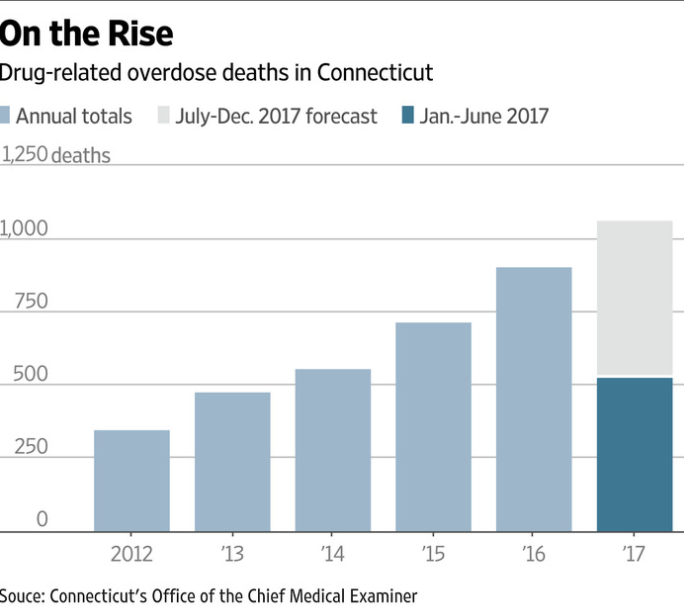 On the Rise
Drug-related overdose deaths in Connecticut
Annual totals July-Dec. 2017 forecast Jan.-June 2017
1,250 deaths
1,000
750
500
250
0
2012 '13 '14 '15 '16 '17
Souce: Connecticut's Office of the Chief Medical Examiner